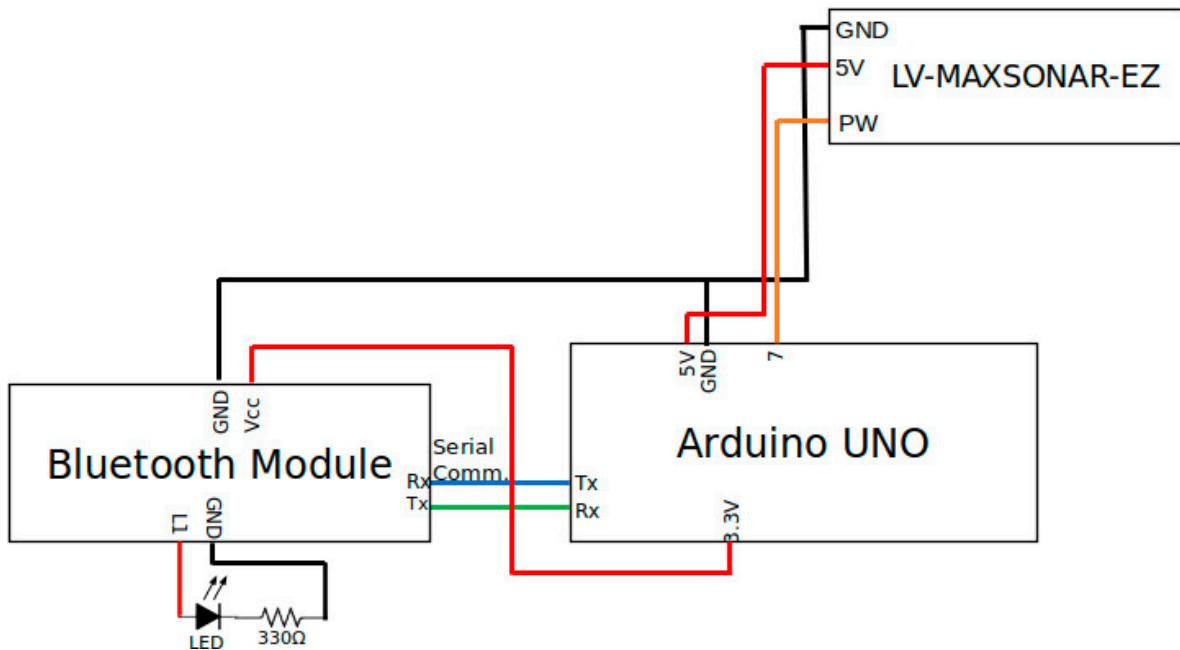 GND
LV-MAXSONAR-EZ
5V
PW
5V
GND
7
Arduino UNO
Tx
Rx
3.3V
GND
Vcc
Bluetooth Module
Serial
Comm.
Rx
Tx
L1
GND
LED
330Ω